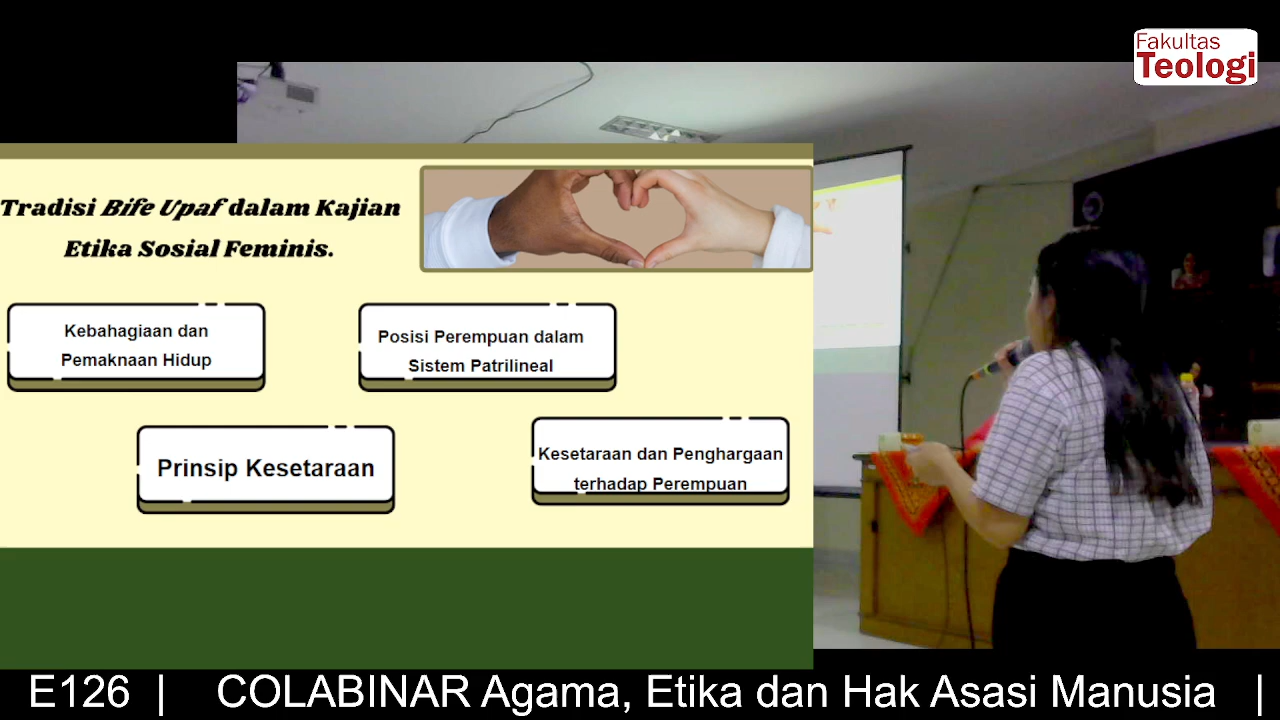 Fakultas
Teologi
Tradisi Bife Upaf dalam Kajian
Etika Sosial Feminis.
Kebahagiaan dan
Pemaknaan Hidup
Posisi Perempuan dalam
Sistem Patrilineal
Prinsip Kesetaraan
Kesetaraan dan Penghargaan
terhadap Perempuan
E126 | COLABINAR Agama, Etika dan Hak Asasi Manusia |